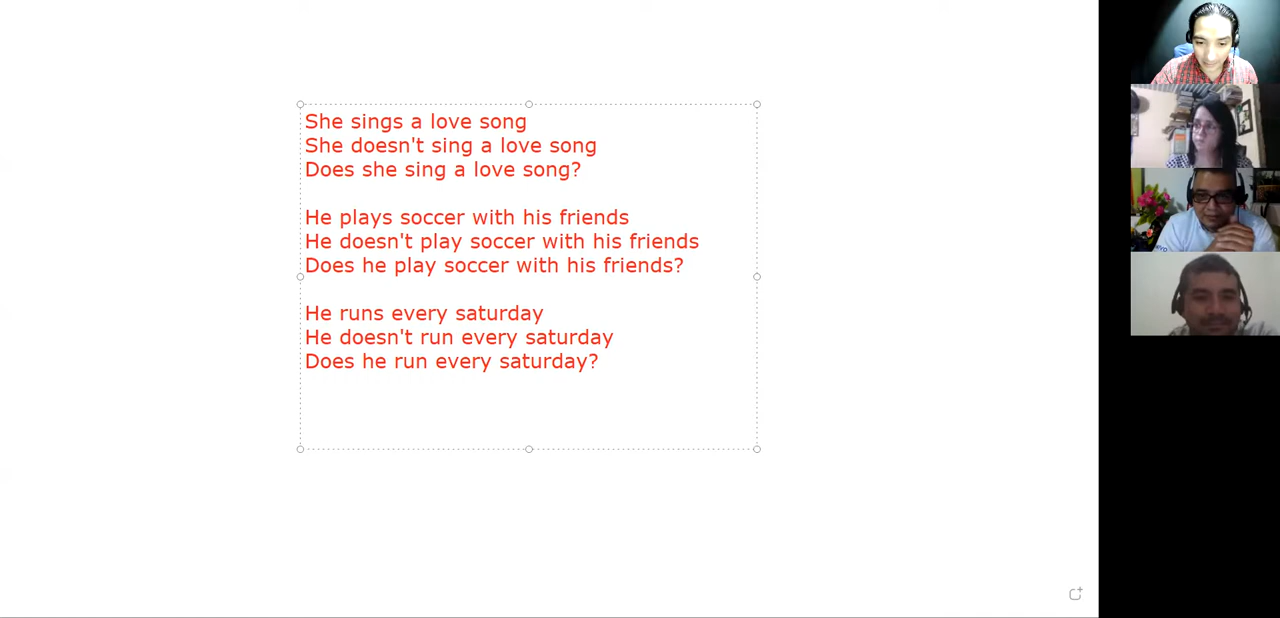 She sings a love song
She doesn't sing a love song
Does she sing a love song?
He plays soccer with his friends
He doesn't play soccer with his friends
Does he play soccer with his friends?
He runs every saturday
He doesn't run every saturday
Does he run every saturday?